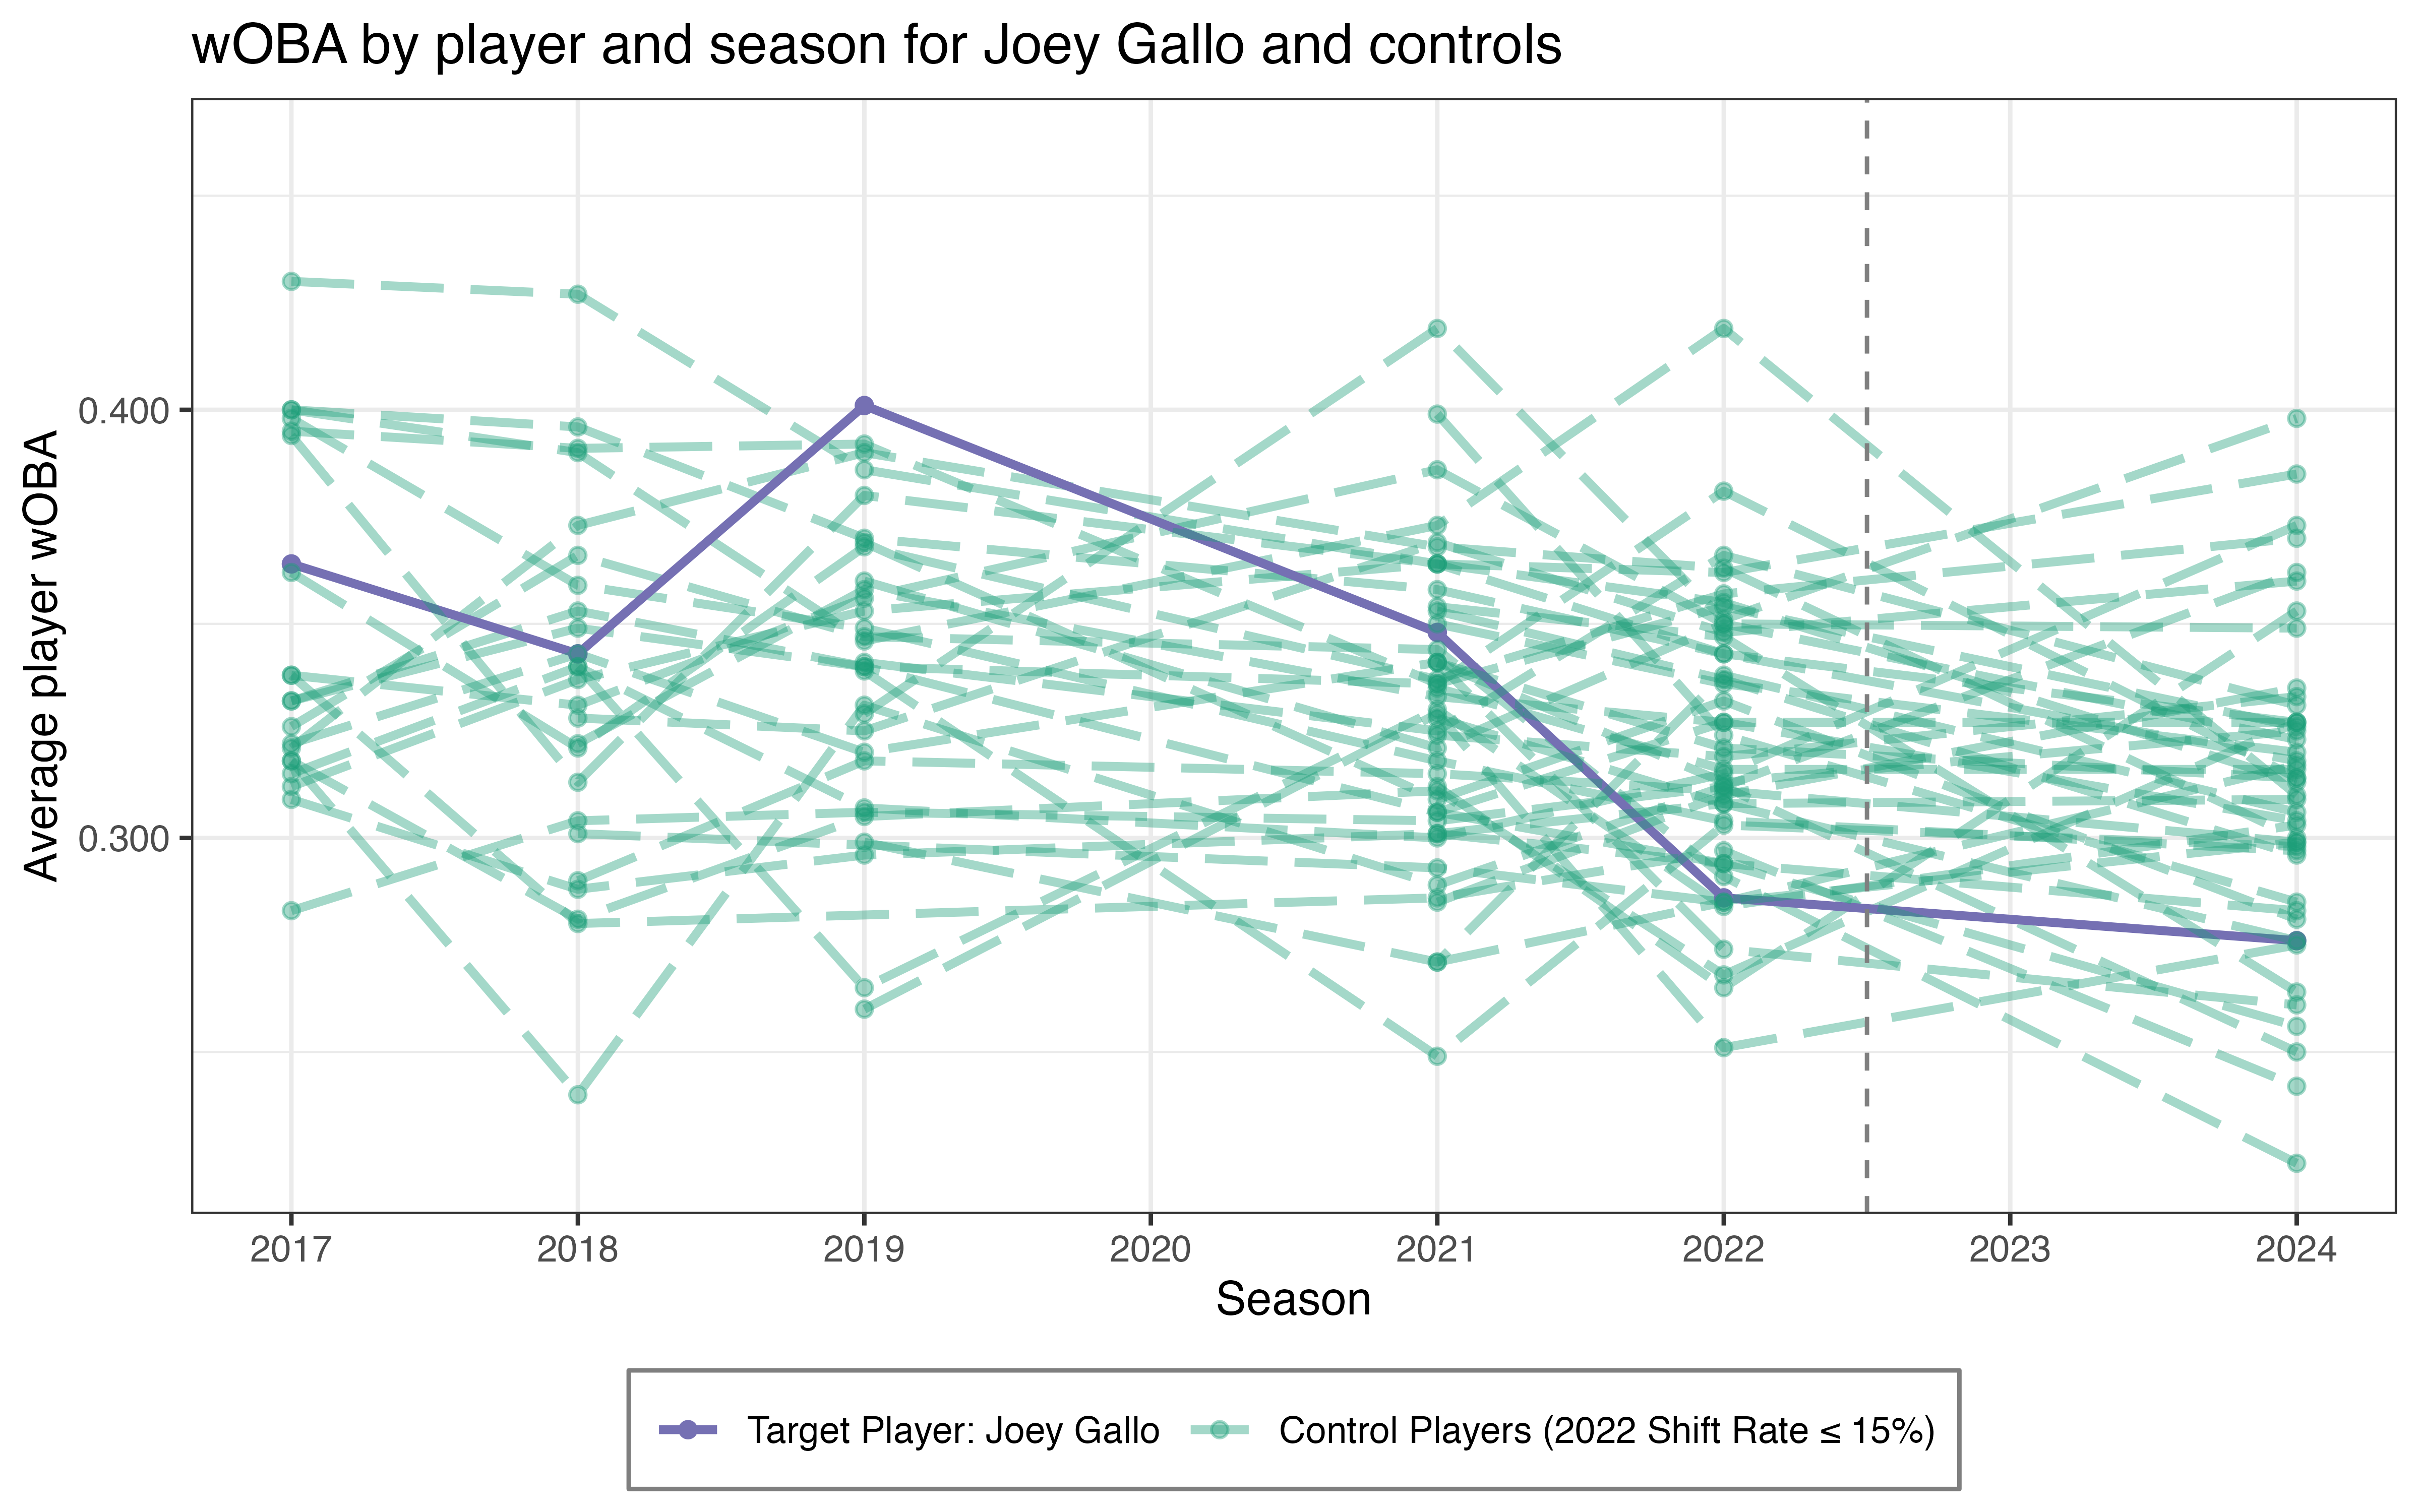 wOBA by player and season for Joey Gallo and controls
Average player wOBA
0.400
0.300
2017 2018 2019 2020 2021 2022 2023 2024
Season
Target Player: Joey Gallo Control Players (2022 Shift Rate ≤ 15%)